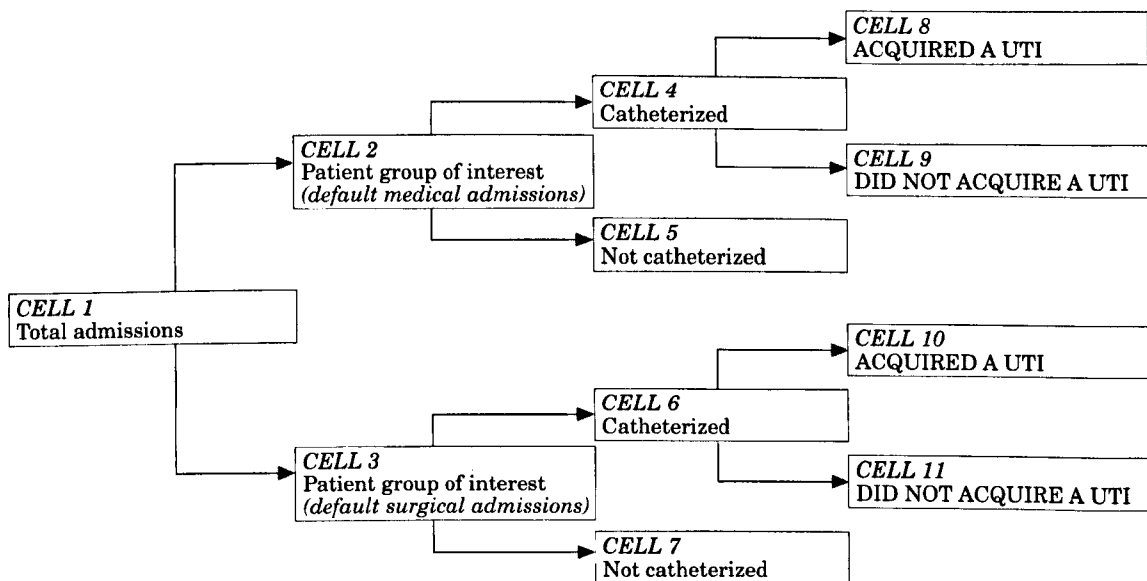 CELL 8
ACQUIRED A UTI
CELL 4
Catheterized
CELL 2
Patient group of interest
(default medical admissions)
CELL 9
DID NOT ACQUIRE A UTI
CELL 5
Not catheterized
CELL 1
Total admissions
CELL 10
ACQUIRED A UTI
CELL 6
Catheterized
CELL 3
Patient group of interest
(default surgical admissions)
CELL 11
DID NOT ACQUIRE A UTI
CELL 7
Not catheterized